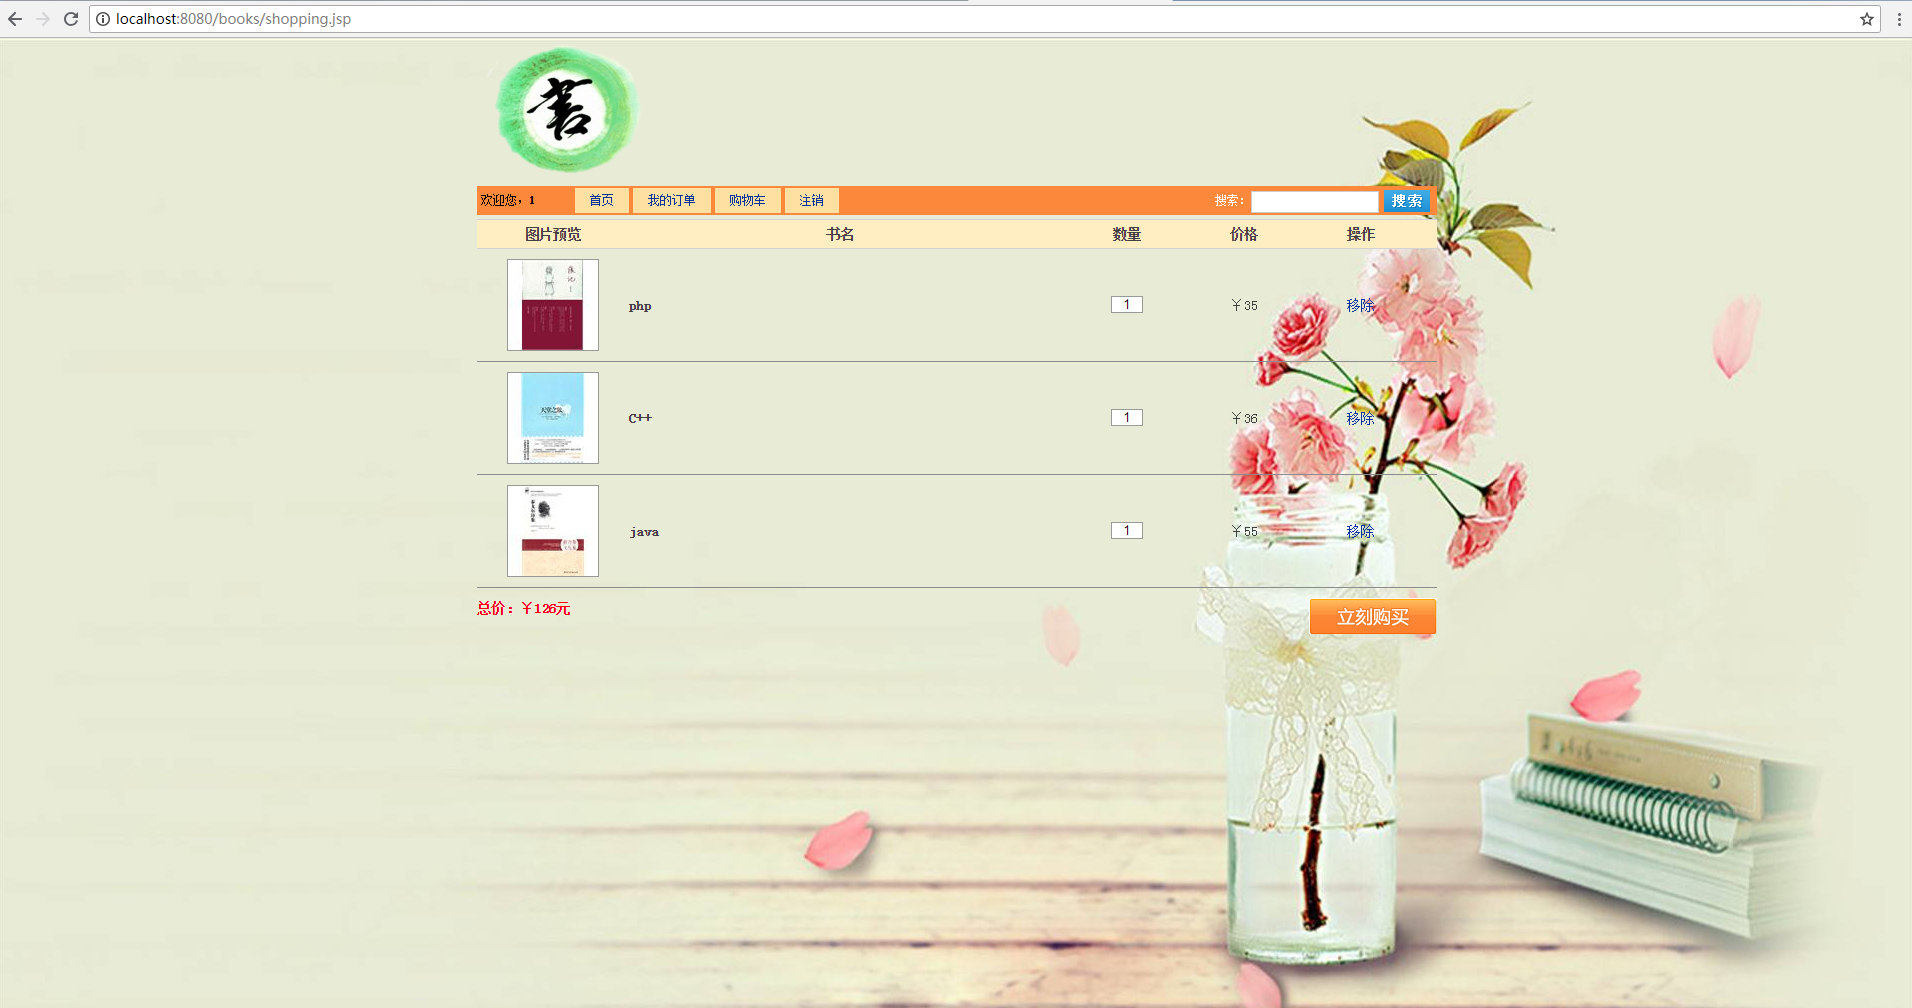 localhost:8080/books/shopping.jsp
書
欢迎您，1 首页 我的订单 购物车 注销 搜索： 搜索
图片预览 书名 数量 价格 操作
php 1 ￥35 移除
C++ 1 ￥36 移除
java 1 ￥55 移除
总价：￥126元 立刻购买